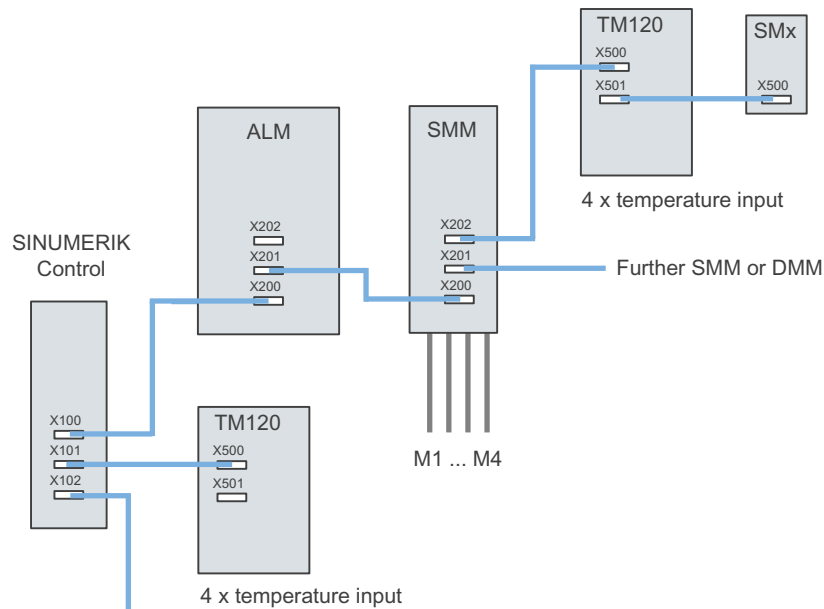 TM120
X500
X501
SMx
X500
4 x temperature input
ALM
X202
X201
X200
SMM
X202
X201
X200
Further SMM or DMM
M1 ... M4
SINUMERIK
Control
X100
X101
X102
TM120
X500
X501
4 x temperature input